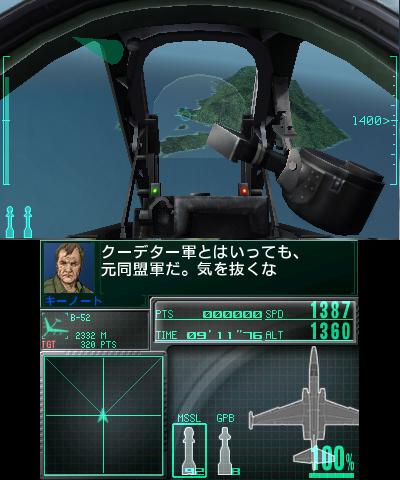 1400>
クーデター軍とはいっても、
元同盟軍だ。気を抜くな
キーノート
B-52
2332 M
TGT 320 PTS
PTS 000000 SPD 1387
TIME 09'11"76 ALT 1360
MSSL GPB
92 8
100%